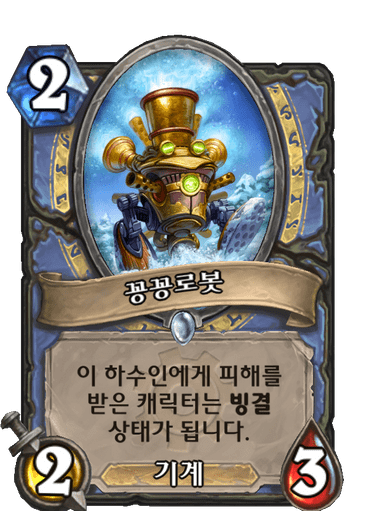 2
꽁꽁로봇
이 하수인에게 피해를
받은 캐릭터는 빙결
상태가 됩니다.
2
기계
3